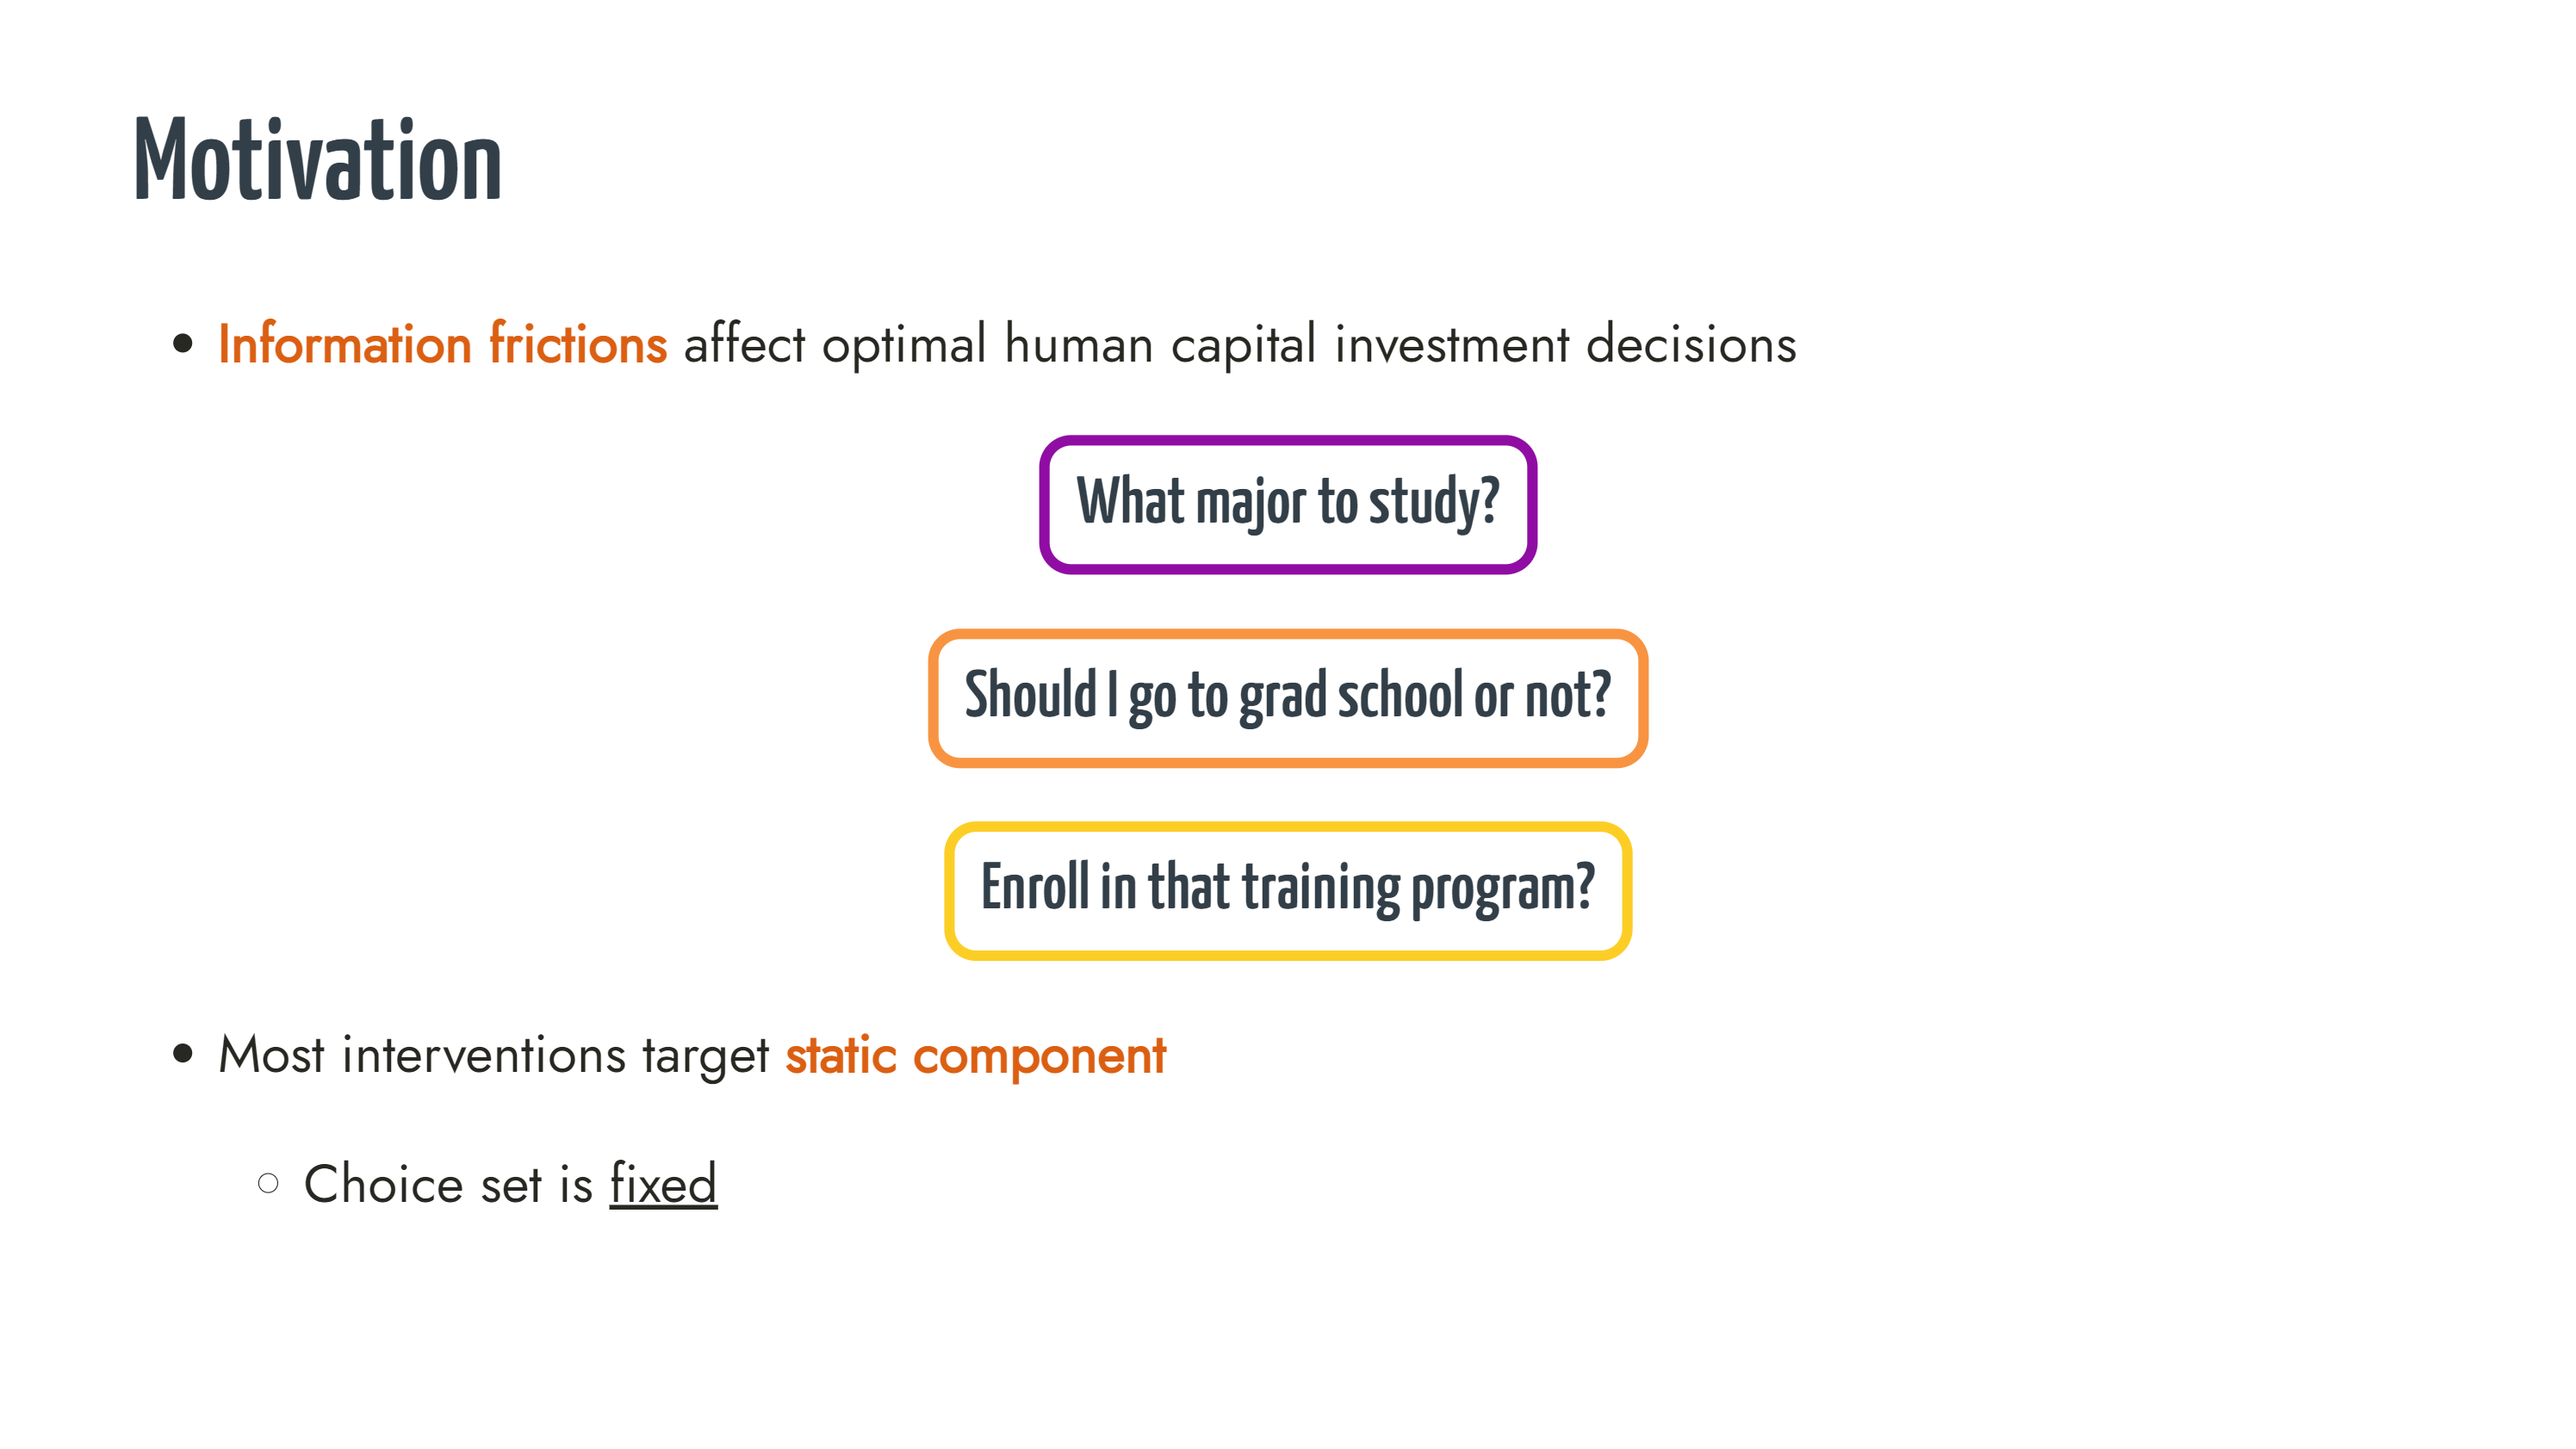 Motivation
Information frictions affect optimal human capital investment decisions
What major to study?
Should I go to grad school or not?
Enroll in that training program?
Most interventions target static component
Choice set is fixed